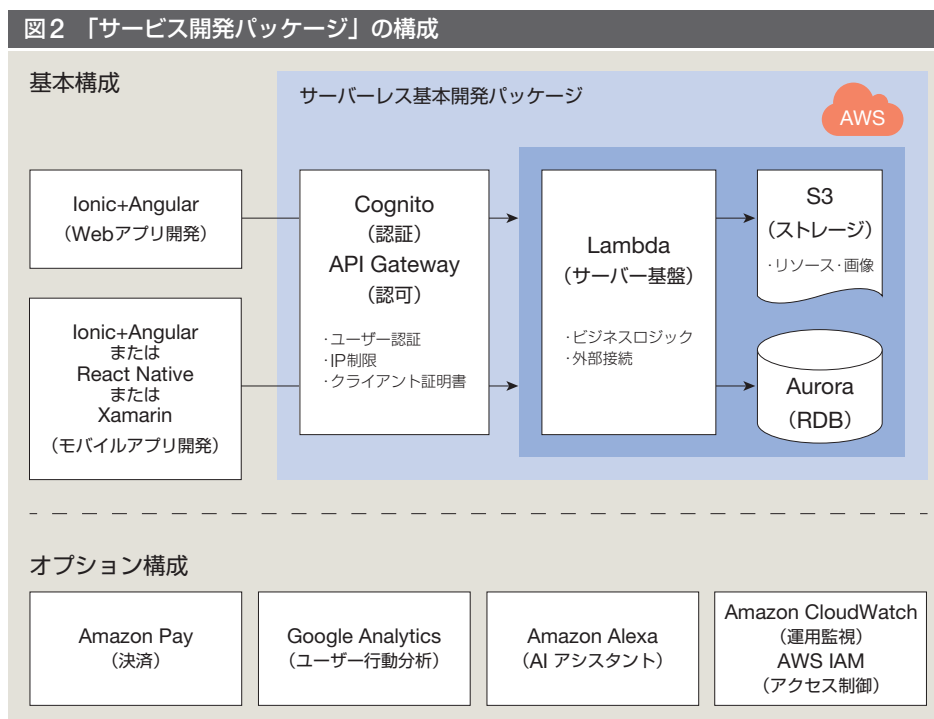 図2 「サービス開発パッケージ」の構成
基本構成
サーバーレス基本開発パッケージ
AWS
Ionic+Angular
（Webアプリ開発）
Ionic+Angular
または
React Native
または
Xamarin
（モバイルアプリ開発）
Cognito
（認証）
API Gateway
（認可）
・ユーザー認証
・IP制限
・クライアント証明書
Lambda
（サーバー基盤）
・ビジネスロジック
・外部接続
S3
（ストレージ）
・リソース・画像
Aurora
（RDB）
オプション構成
Amazon Pay
（決済）
Google Analytics
（ユーザー行動分析）
Amazon Alexa
（AI アシスタント）
Amazon CloudWatch
（運用監視）
AWS IAM
（アクセス制御）